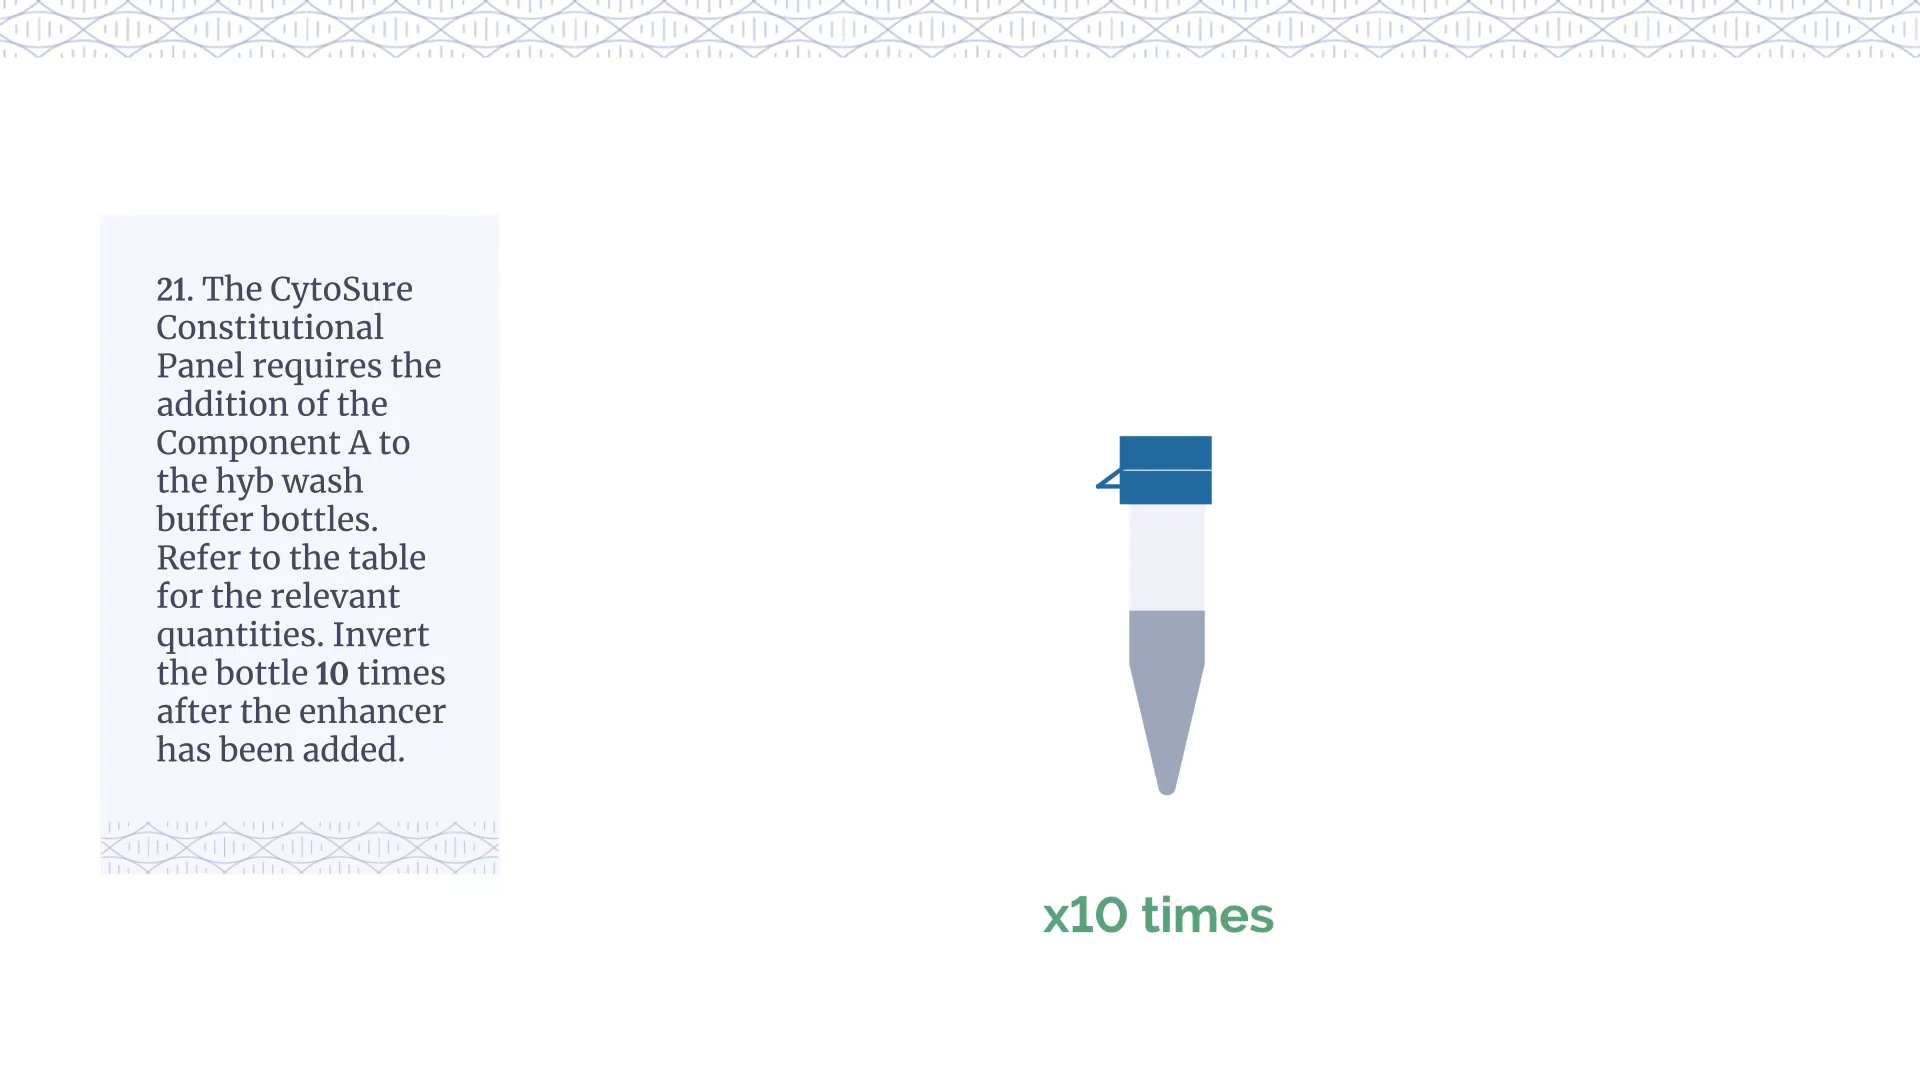 21. The CytoSure
Constitutional
Panel requires the
addition of the
Component A to
the hyb wash
buffer bottles.
Refer to the table
for the relevant
quantities. Invert
the bottle 10 times
after the enhancer
has been added.
x10 times